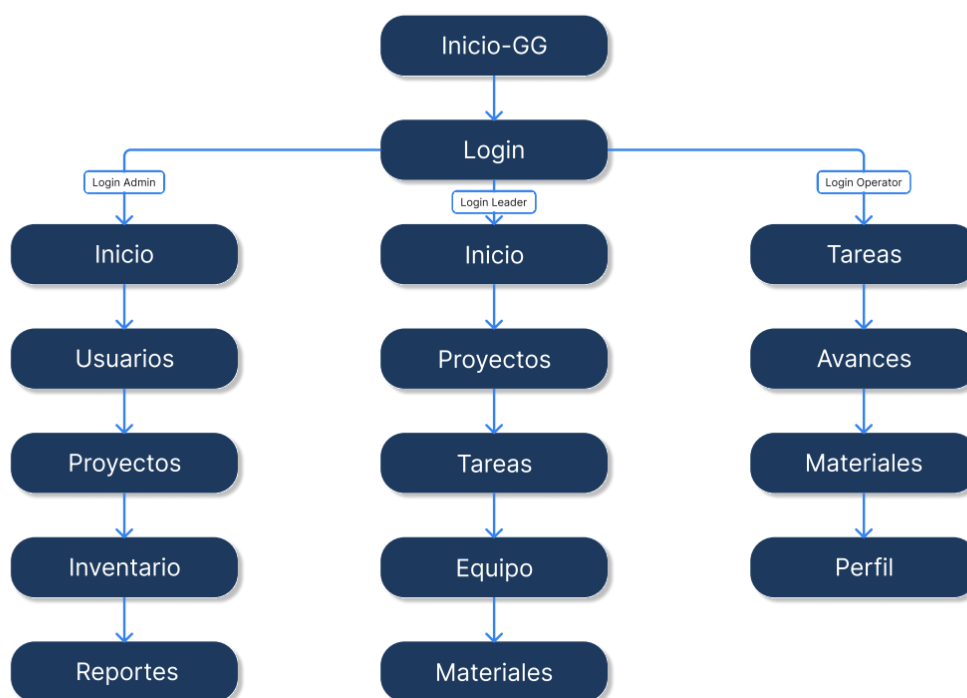 Inicio-GG
Login
Login Admin
Login Leader
Login Operator
Inicio
Inicio
Tareas
Usuarios
Proyectos
Avances
Proyectos
Tareas
Materiales
Inventario
Equipo
Perfil
Reportes
Materiales